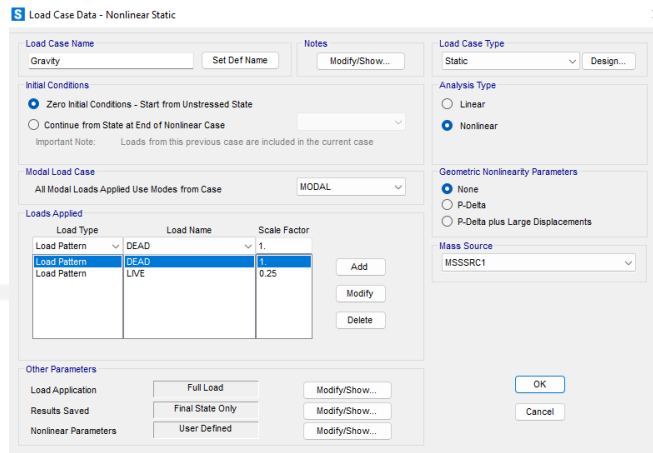 S Load Case Data - Nonlinear Static
Load Case Name
Gravity
Set Def Name
Notes
Modify/Show...
Load Case Type
Static
Design...
Initial Conditions
Zero Initial Conditions - Start from Unstressed State
Continue from State at End of Nonlinear Case
Important Note: Loads from this previous case are included in the current case
Analysis Type
Linear
Nonlinear
Modal Load Case
All Modal Loads Applied Use Modes from Case
MODAL
Geometric Nonlinearity Parameters
None
P-Delta
P-Delta plus Large Displacements
Loads Applied
Load Type Load Name Scale Factor
Load Pattern DEAD 1.
Load Pattern DEAD 1.
Load Pattern LIVE 0.25
Add
Modify
Delete
Mass Source
MSSSRC1
Other Parameters
Load Application Full Load Modify/Show...
Results Saved Final State Only Modify/Show...
Nonlinear Parameters User Defined Modify/Show...
OK
Cancel